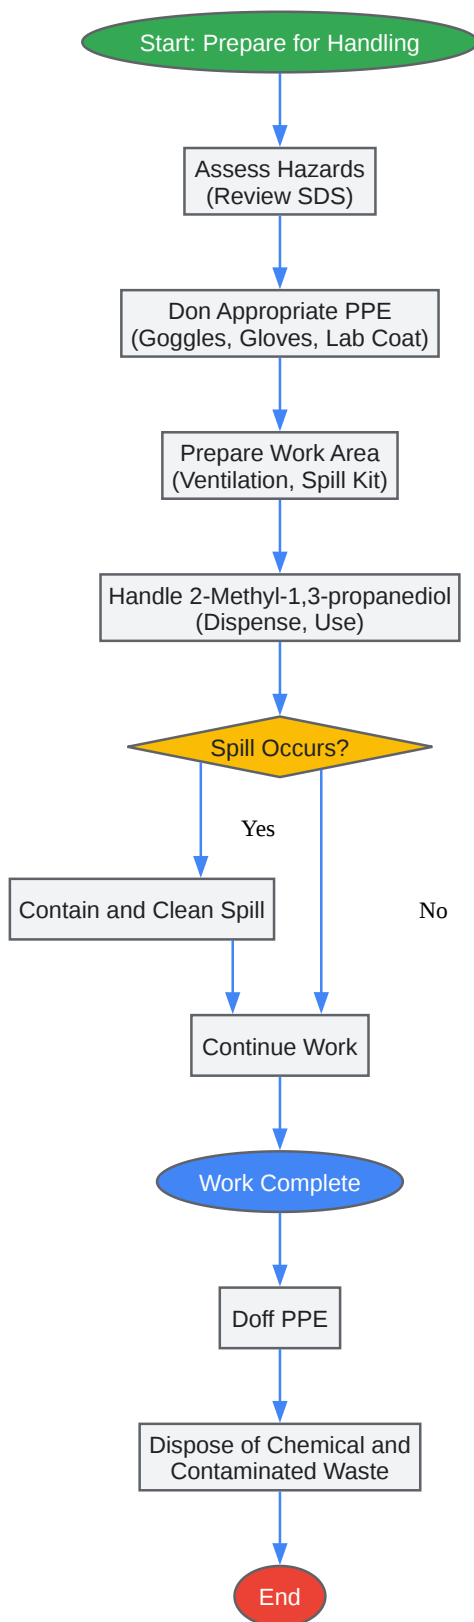 Start: Prepare for Handling
Assess Hazards
(Review SDS)
Don Appropriate PPE
(Goggles, Gloves, Lab Coat)
Prepare Work Area
(Ventilation, Spill Kit)
Handle 2-Methyl-1,3-propanediol
(Dispense, Use)
Spill Occurs?
Yes
Contain and Clean Spill
No
Continue Work
Work Complete
Doff PPE
Dispose of Chemical and
Contaminated Waste
End